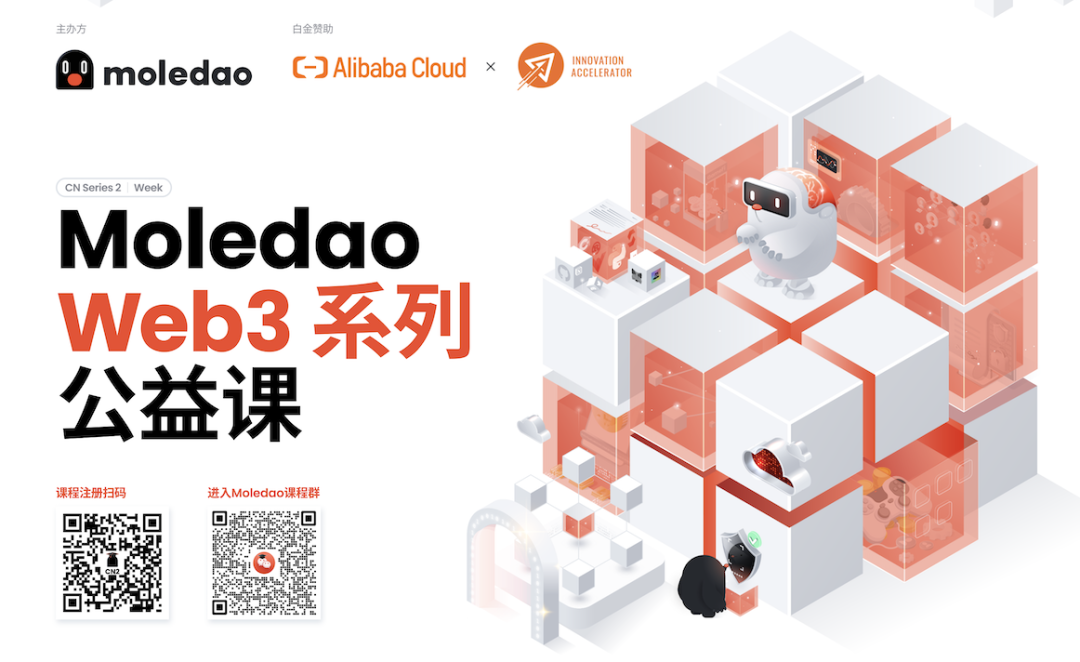 主办方
白金赞助
moledao
Alibaba Cloud
×
INNOVATION
ACCELERATOR
CN Series 2 | Week
Moledao
Web3 系列
公益课
课程注册扫码
进入Moledao课程群
CN2